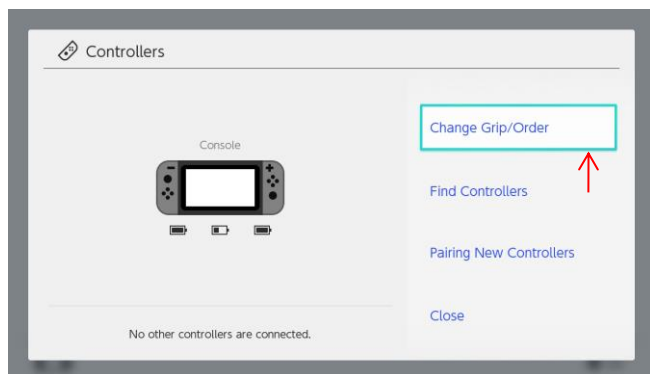 Controllers
Console
No other controllers are connected.
Change Grip/Order
Find Controllers
Pairing New Controllers
Close